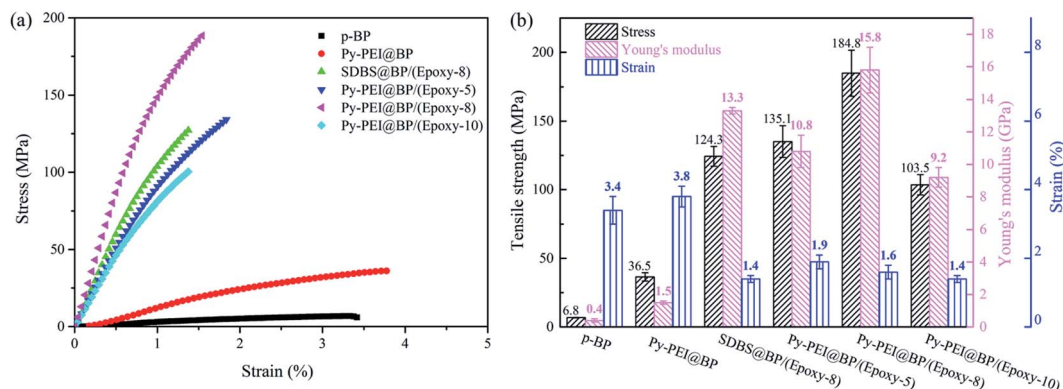 (a)
200
150
100
50
0
Stress (MPa)
0
1
2
3
4
5
Strain (%)
p-BP
Py-PEI@BP
SDBS@BP/(Epoxy-8)
Py-PEI@BP/(Epoxy-5)
Py-PEI@BP/(Epoxy-8)
Py-PEI@BP/(Epoxy-10)
(b)
200
150
100
50
0
Tensile strength (MPa)
Stress
Young's modulus
Strain
6.8
0.4
3.4
36.5
1.5
3.8
124.3
13.3
1.4
135.1
10.8
1.9
184.8
15.8
1.6
103.5
9.2
1.4
p-BP
Py-PEI@BP
SDBS@BP/(Epoxy-8)
Py-PEI@BP/(Epoxy-5)
Py-PEI@BP/(Epoxy-8)
Py-PEI@BP/(Epoxy-10)
18
16
14
12
10
8
6
4
2
0
Young's modulus (GPa)
8
6
4
2
0
Strain (%)